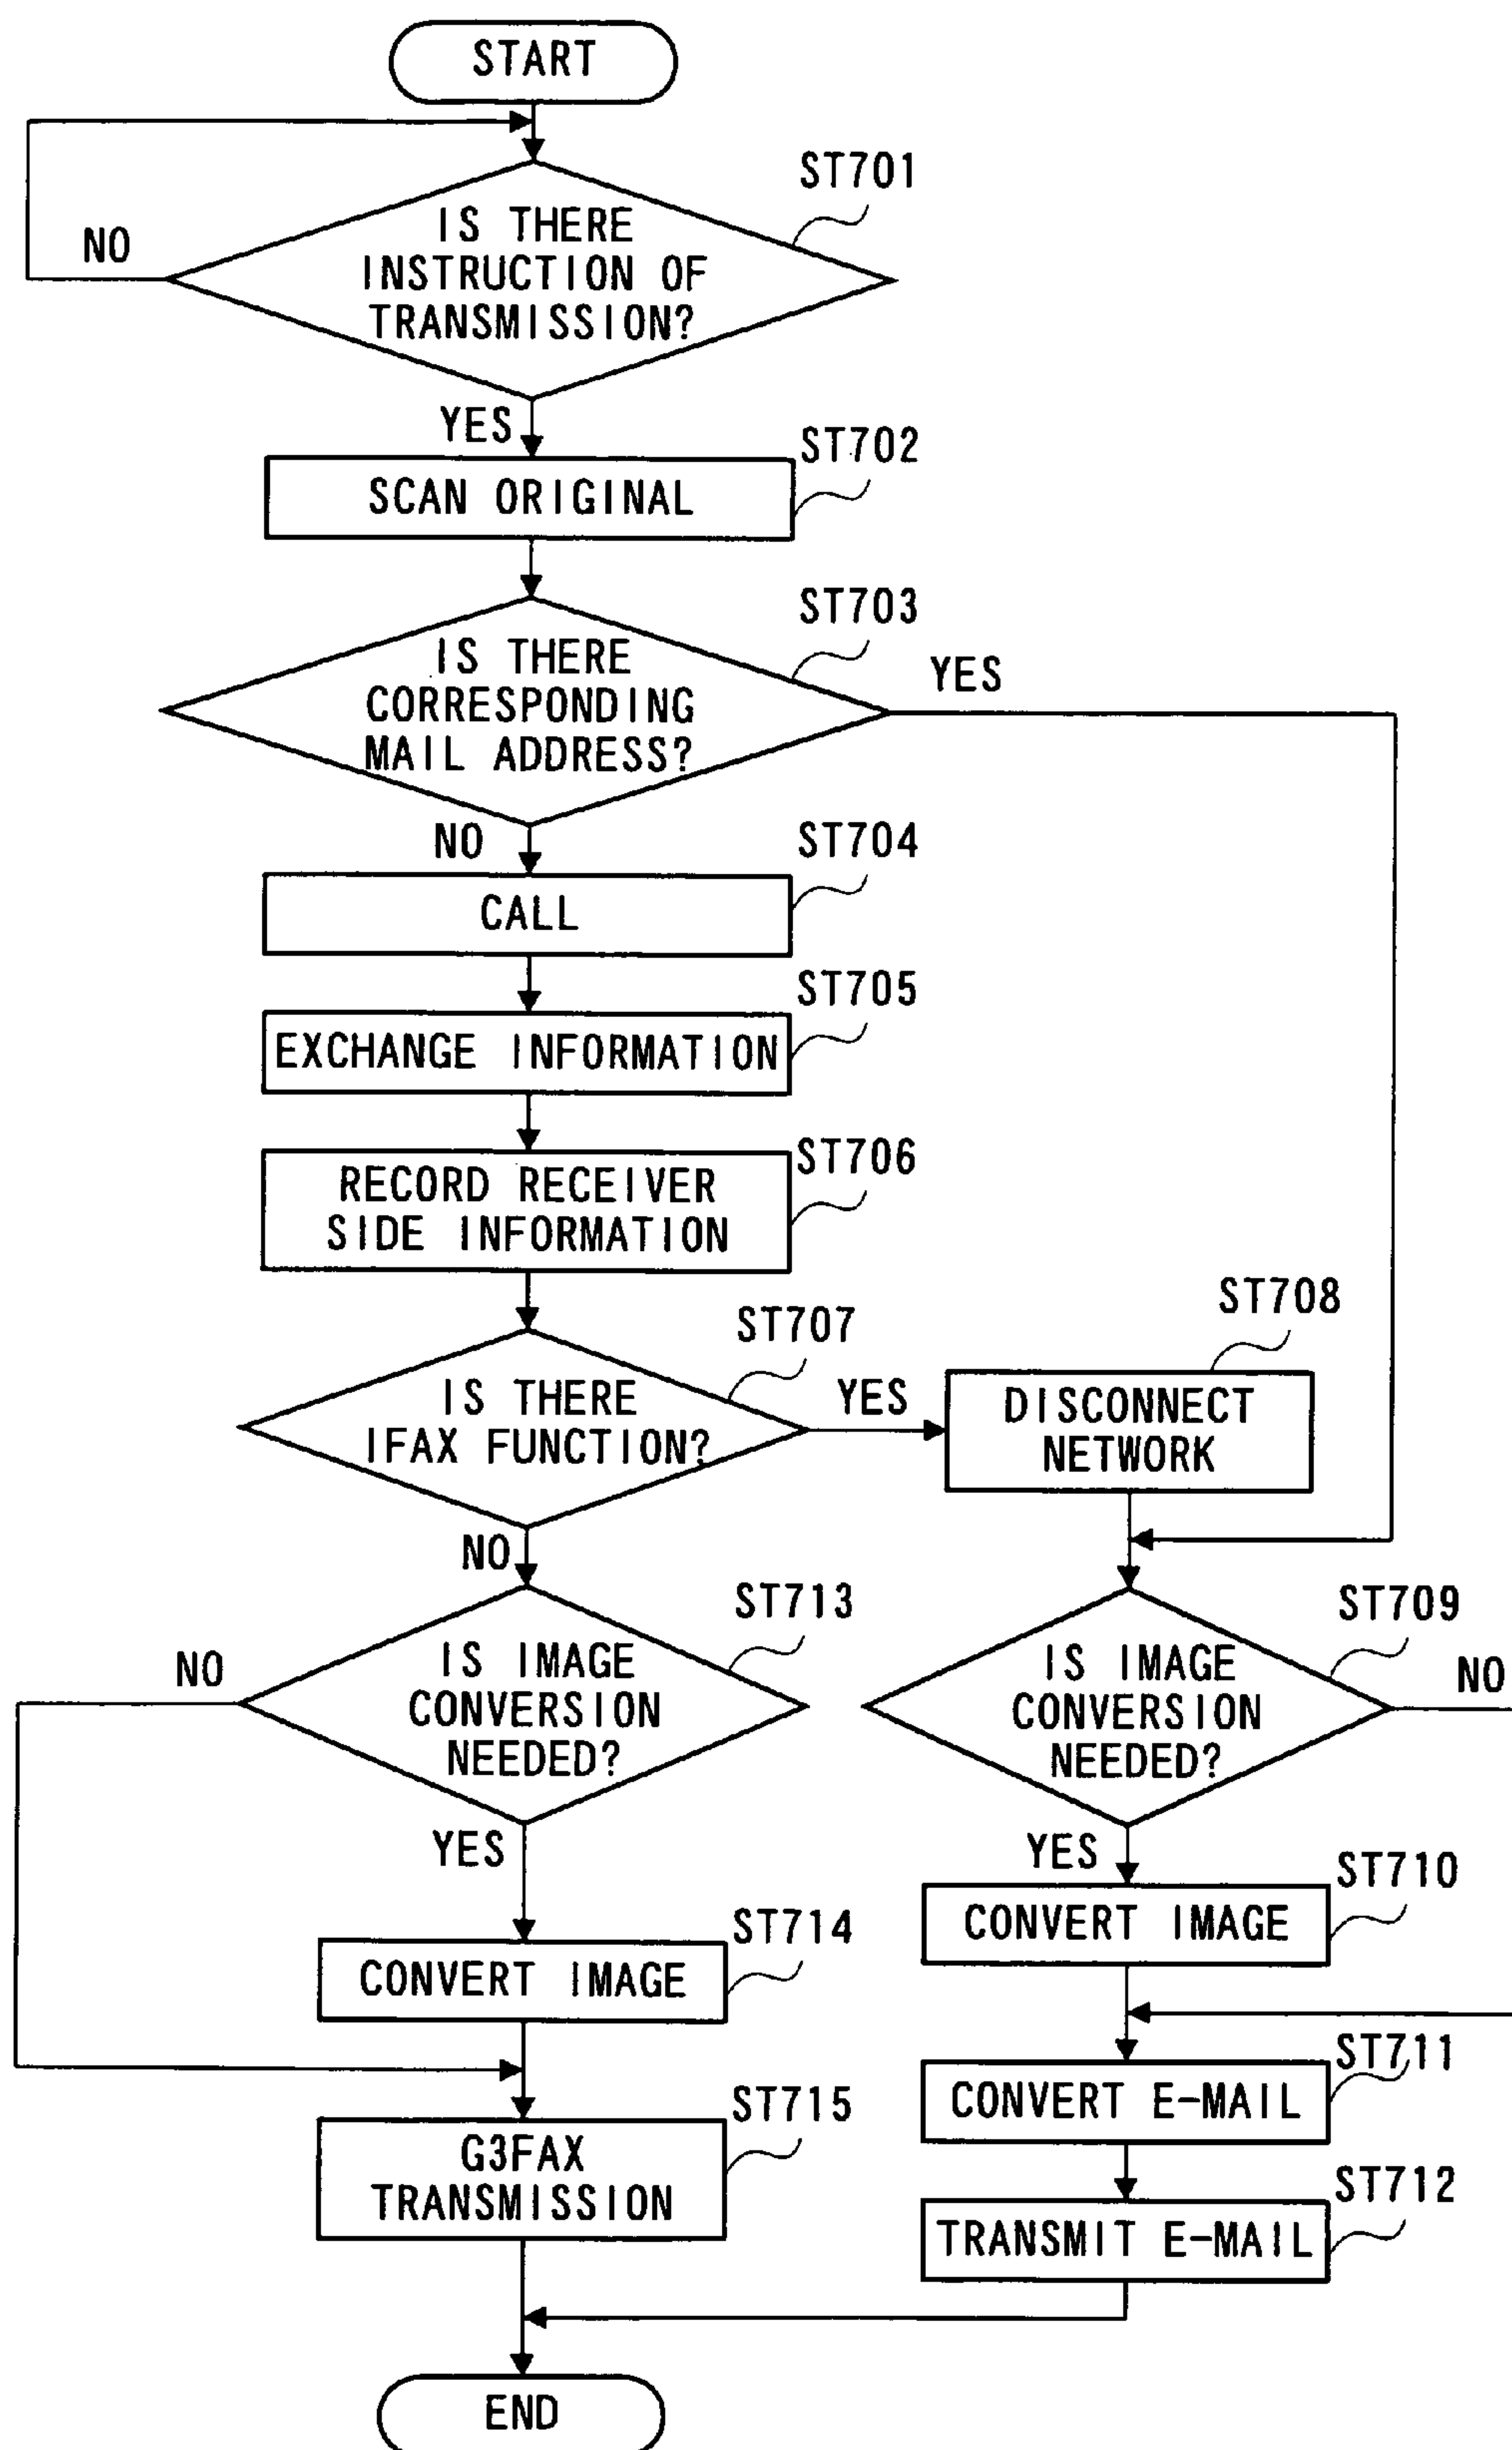 START
ST701
IS THERE
INSTRUCTION OF
TRANSMISSION?
NO
YES
ST702
SCAN ORIGINAL
ST703
IS THERE
CORRESPONDING
MAIL ADDRESS?
YES
NO
ST704
CALL
ST705
EXCHANGE INFORMATION
ST706
RECORD RECEIVER
SIDE INFORMATION
ST707
IS THERE
IFAX FUNCTION?
YES
ST708
DISCONNECT
NETWORK
NO
ST713
IS IMAGE
CONVERSION
NEEDED?
NO
YES
ST709
IS IMAGE
CONVERSION
NEEDED?
NO
YES
ST714
CONVERT IMAGE
ST710
CONVERT IMAGE
ST711
CONVERT E-MAIL
ST715
G3FAX
TRANSMISSION
ST712
TRANSMIT E-MAIL
END